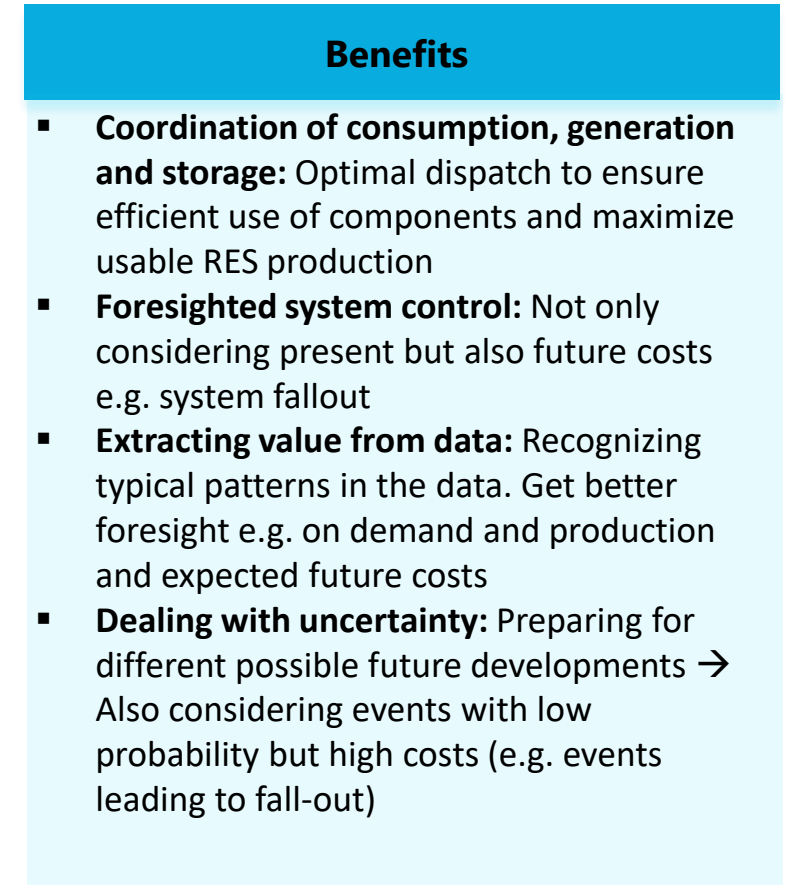 Benefits
▪ Coordination of consumption, generation
and storage: Optimal dispatch to ensure
efficient use of components and maximize
usable RES production
▪ Foresighted system control: Not only
considering present but also future costs
e.g. system fallout
▪ Extracting value from data: Recognizing
typical patterns in the data. Get better
foresight e.g. on demand and production
and expected future costs
▪ Dealing with uncertainty: Preparing for
different possible future developments →
Also considering events with low
probability but high costs (e.g. events
leading to fall-out)